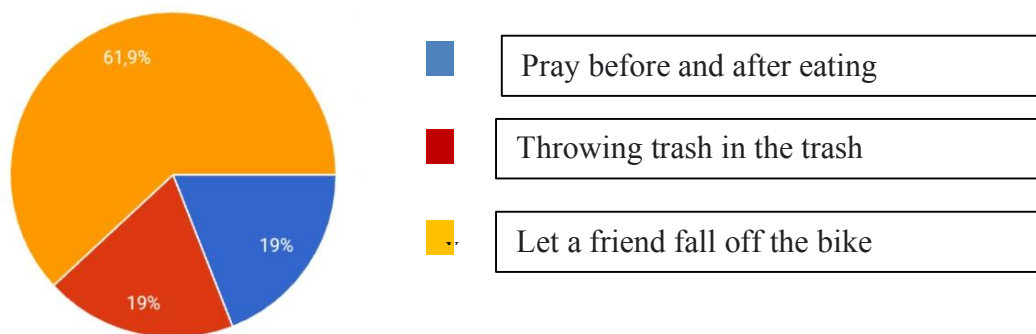 61,9%
19%
19%
Pray before and after eating
Throwing trash in the trash
Let a friend fall off the bike